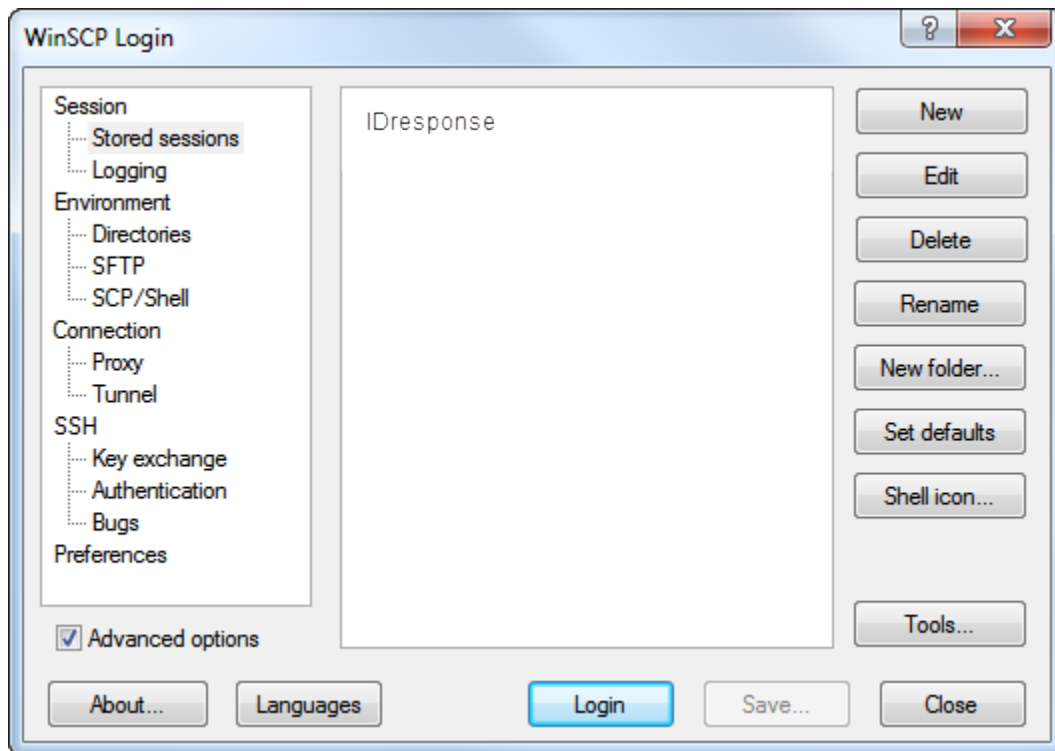 WinSCP Login
Session
Stored sessions
Logging
Environment
Directories
SFTP
SCP/Shell
Connection
Proxy
Tunnel
SSH
Key exchange
Authentication
Bugs
Preferences
Advanced options
IDresponse
New
Edit
Delete
Rename
New folder...
Set defaults
Shell icon...
Tools...
About...
Languages
Login
Save...
Close